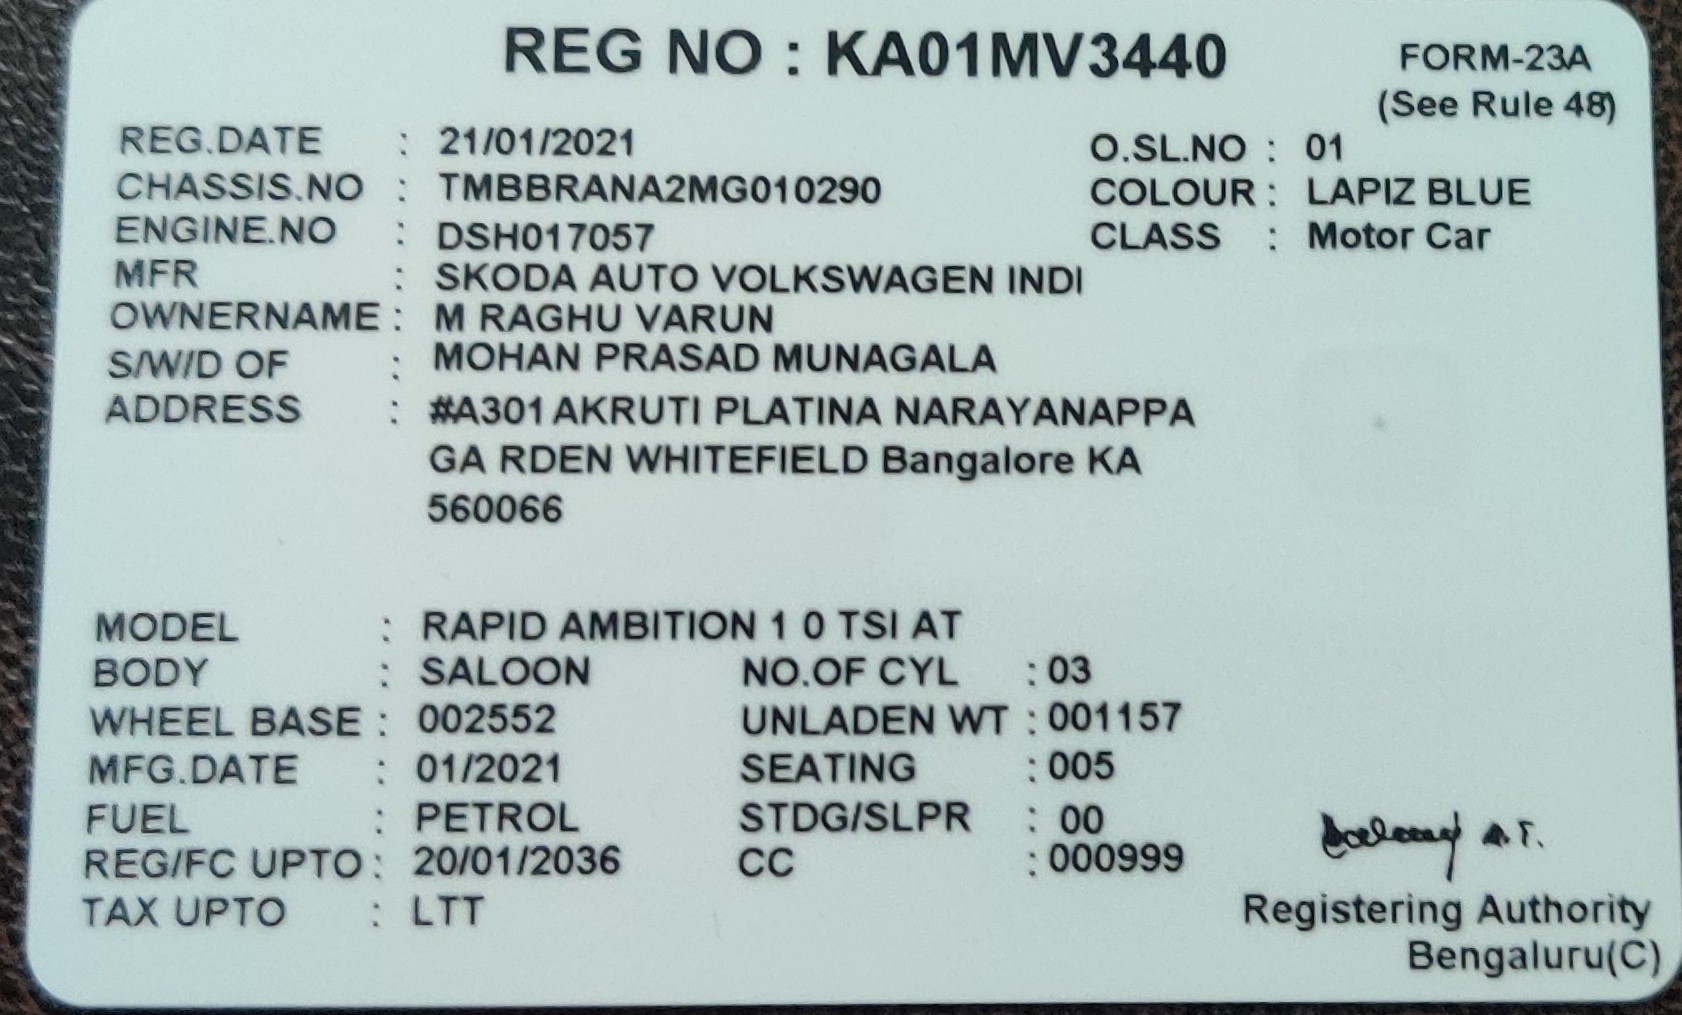 REG NO : KA01MV3440
FORM-23A
(See Rule 48)
REG.DATE : 21/01/2021 O.SL.NO : 01
CHASSIS.NO : TMBBRANA2MG010290 COLOUR : LAPIZ BLUE
ENGINE.NO : DSH017057 CLASS : Motor Car
MFR : SKODA AUTO VOLKSWAGEN INDI
OWNERNAME : M RAGHU VARUN
S/W/D OF : MOHAN PRASAD MUNAGALA
ADDRESS : #A301 AKRUTI PLATINA NARAYANAPPA
GA RDEN WHITEFIELD Bangalore KA
560066
MODEL : RAPID AMBITION 1 0 TSI AT
BODY : SALOON NO.OF CYL : 03
WHEEL BASE : 002552 UNLADEN WT : 001157
MFG.DATE : 01/2021 SEATING : 005
FUEL : PETROL STDG/SLPR : 00
REG/FC UPTO : 20/01/2036 CC : 000999
TAX UPTO : LTT
Registering Authority
Bengaluru(C)